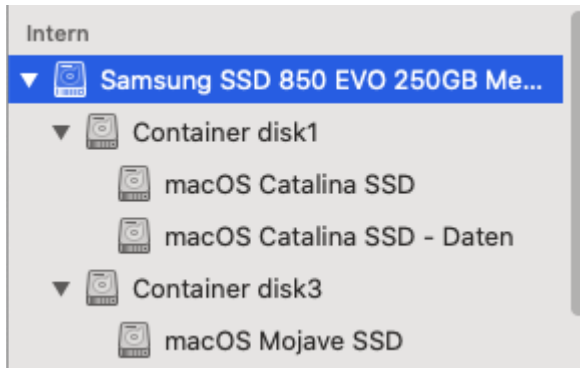 Intern
Samsung SSD 850 EVO 250GB Me...
Container disk1
macOS Catalina SSD
macOS Catalina SSD - Daten
Container disk3
macOS Mojave SSD